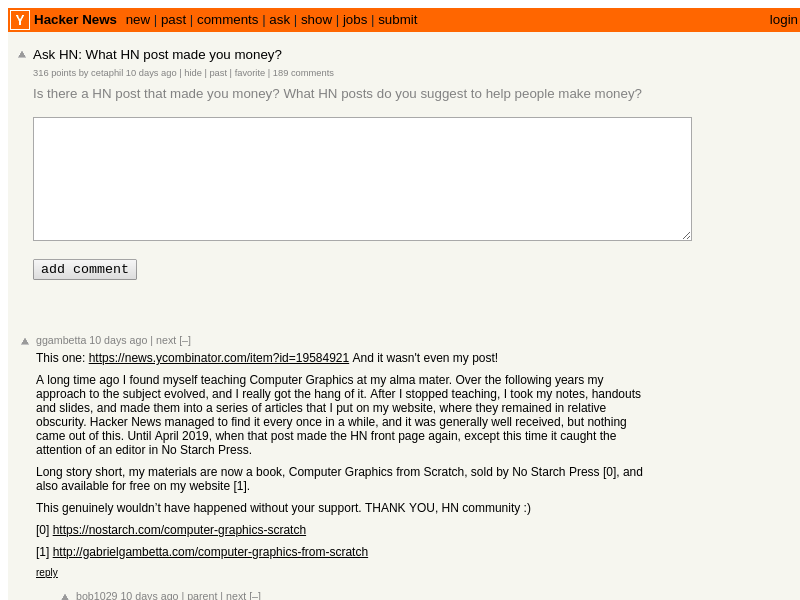 Y Hacker News new | past | comments | ask | show | jobs | submit login
Ask HN: What HN post made you money?
316 points by cetaphil 10 days ago | hide | past | favorite | 189 comments
Is there a HN post that made you money? What HN posts do you suggest to help people make money?
add comment
ggambetta 10 days ago | next [–]
This one: https://news.ycombinator.com/item?id=19584921 And it wasn't even my post!
A long time ago I found myself teaching Computer Graphics at my alma mater. Over the following years my
approach to the subject evolved, and I really got the hang of it. After I stopped teaching, I took my notes, handouts
and slides, and made them into a series of articles that I put on my website, where they remained in relative
obscurity. Hacker News managed to find it every once in a while, and it was generally well received, but nothing
came out of this. Until April 2019, when that post made the HN front page again, except this time it caught the
attention of an editor in No Starch Press.
Long story short, my materials are now a book, Computer Graphics from Scratch, sold by No Starch Press [0], and
also available for free on my website [1].
This genuinely wouldn’t have happened without your support. THANK YOU, HN community :)
[0] https://nostarch.com/computer-graphics-scratch
[1] http://gabrielgambetta.com/computer-graphics-from-scratch
reply
bob1029 10 days ago | parent | next [–]